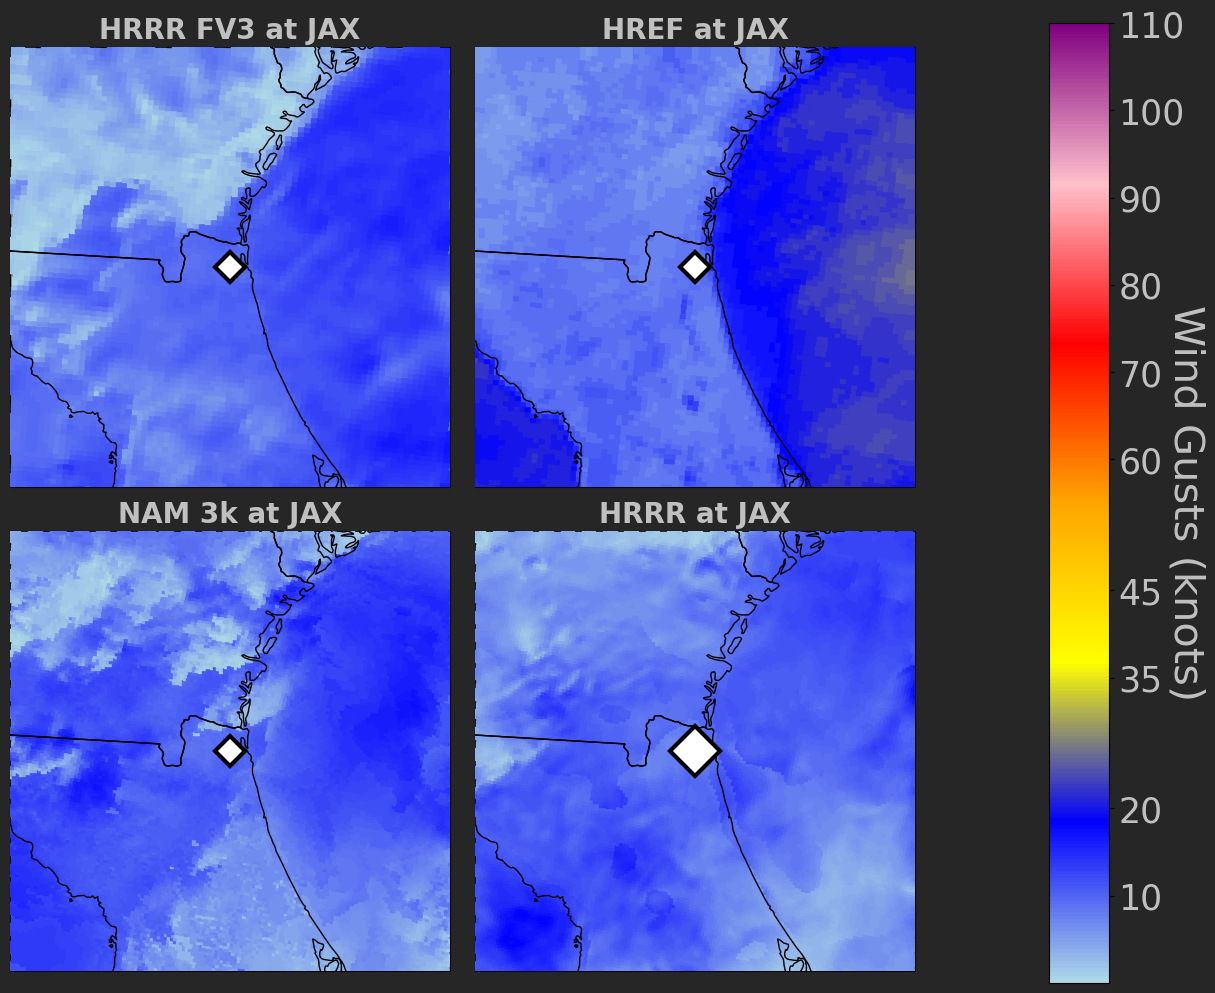 HRRR FV3 at JAX
HREF at JAX
NAM 3k at JAX
HRRR at JAX
110
100
90
80
70
60
45
35
20
10
Wind Gusts (knots)